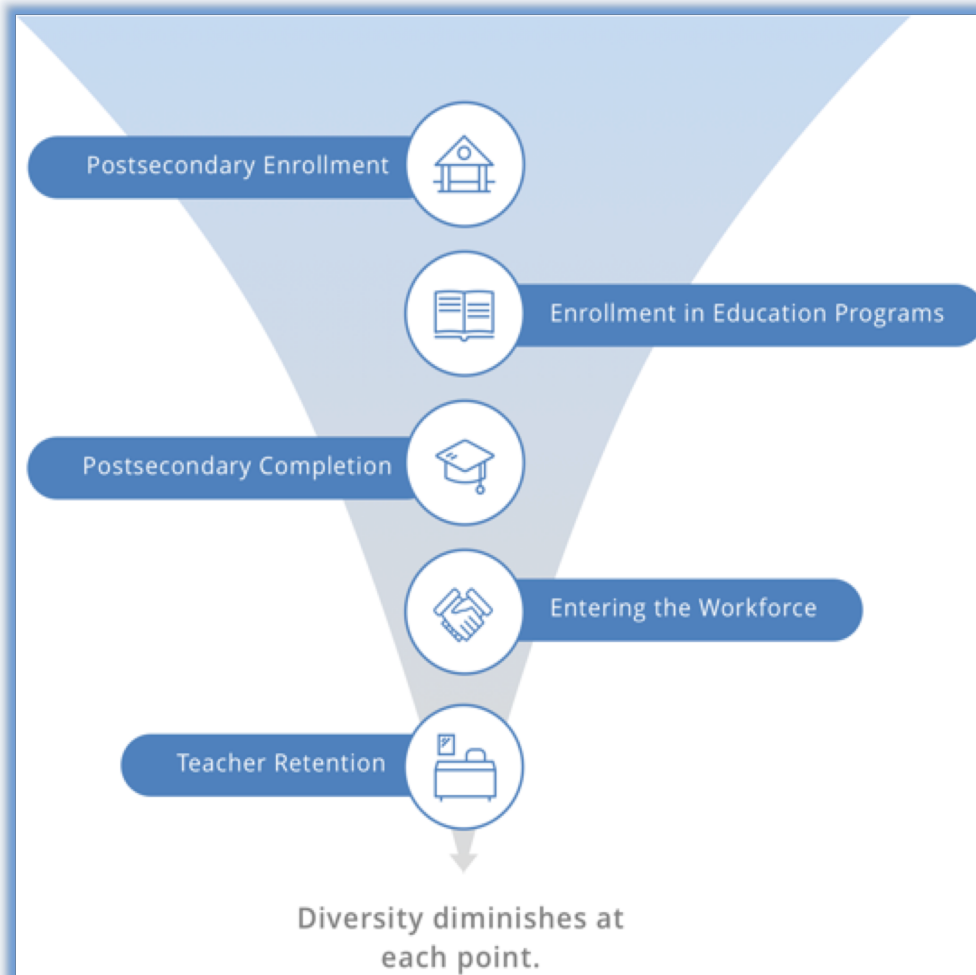 Postsecondary Enrollment
Enrollment in Education Programs
Postsecondary Completion
Entering the Workforce
Teacher Retention
Diversity diminishes at
each point.